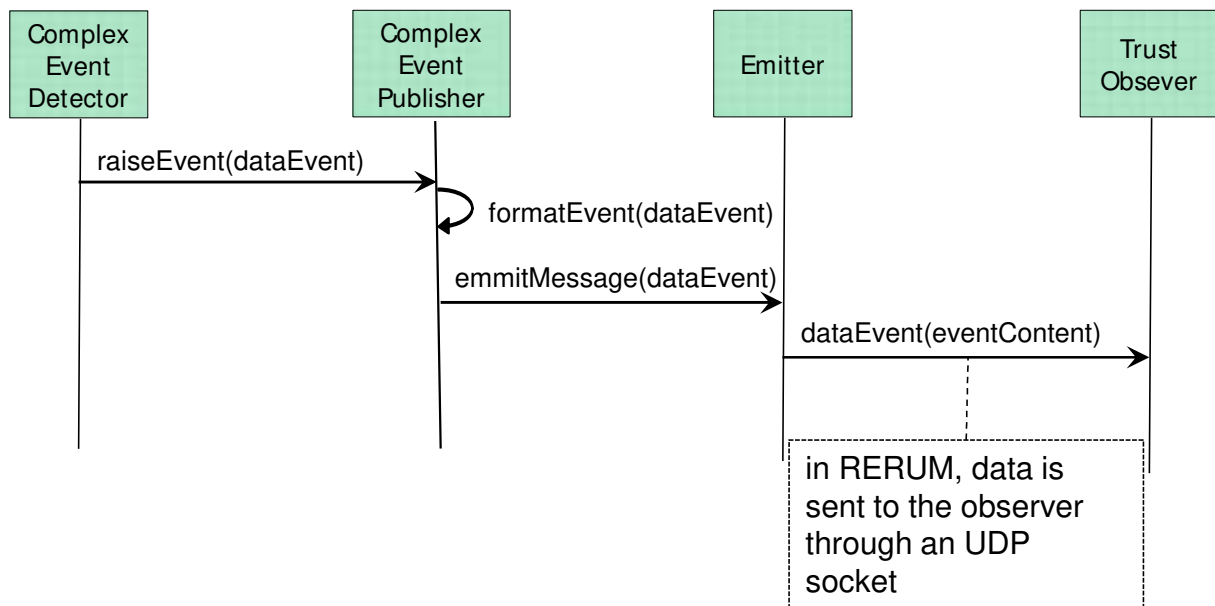 Complex
Event
Detector
Complex
Event
Publisher
Emitter
Trust
Obsever
raiseEvent(dataEvent)
formatEvent(dataEvent)
emmitMessage(dataEvent)
dataEvent(eventContent)
in RERUM, data is
sent to the observer
through an UDP
socket